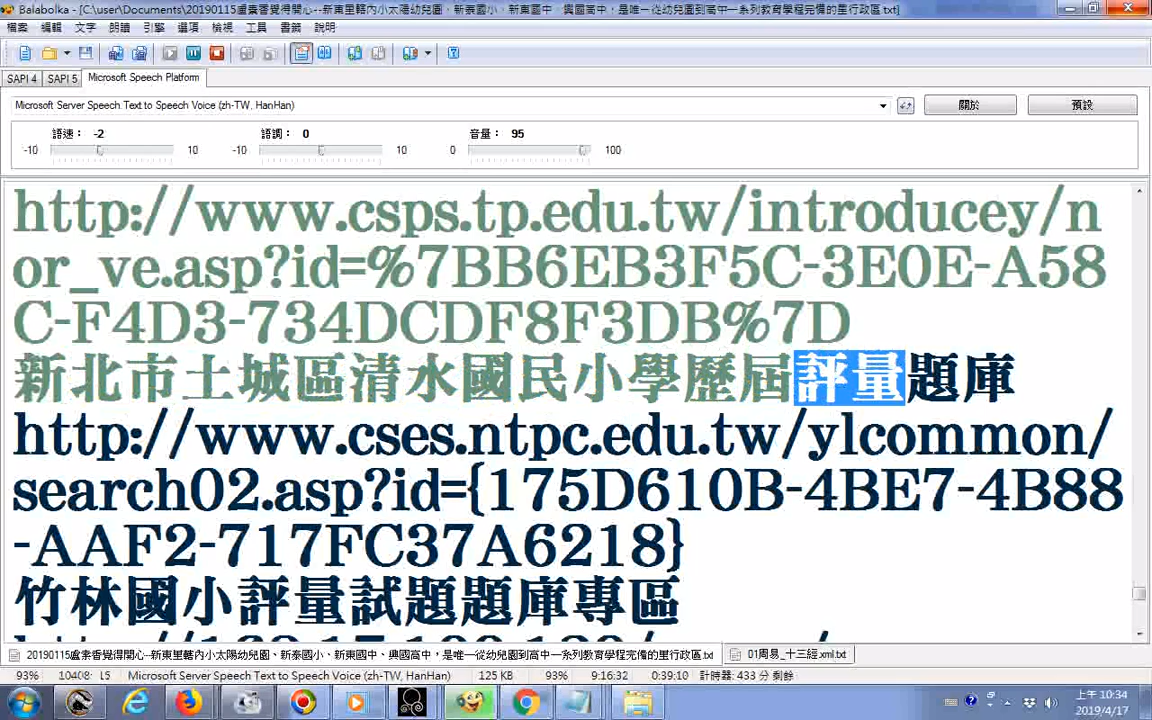 Balabolka - [C:\user\Documents\20190115盧素香覺得開心--新東里轄內小太陽幼兒園、新泰國小、新東國中、興國高中，是唯一從幼兒園到高中一系列教育學程完備的里行政區.txt]
檔案 編輯 文字 朗讀 引擎 選項 檢視 工具 書籤 說明
SAPI 4 SAPI 5 Microsoft Speech Platform
Microsoft Server Speech Text to Speech Voice (zh-TW, HanHan) 關於 預設
語速： -2 語調： 0 音量： 95
-10 10 -10 10 0 100
http://www.csps.tp.edu.tw/introducey/n
or_ve.asp?id=%7BB6EB3F5C-3E0E-A58
C-F4D3-734DCDF8F3DB%7D
新北市土城區清水國民小學歷屆評量題庫
http://www.cses.ntpc.edu.tw/ylcommon/
search02.asp?id={175D610B-4BE7-4B88
-AAF2-717FC37A6218}
竹林國小評量試題題庫專區
20190115盧素香覺得開心--新東里轄內小太陽幼兒園、新泰國小、新東國中、興國高中，是唯一從幼兒園到高中一系列教育學程完備的里行政區.txt 01周易_十三經.xml.txt
93% 10408: 15 Microsoft Server Speech Text to Speech Voice (zh-TW, HanHan) 125 KB 93% 9:16:32 0:39:10 計時器: 433 分 剩餘
上午 10:34
2019/4/17